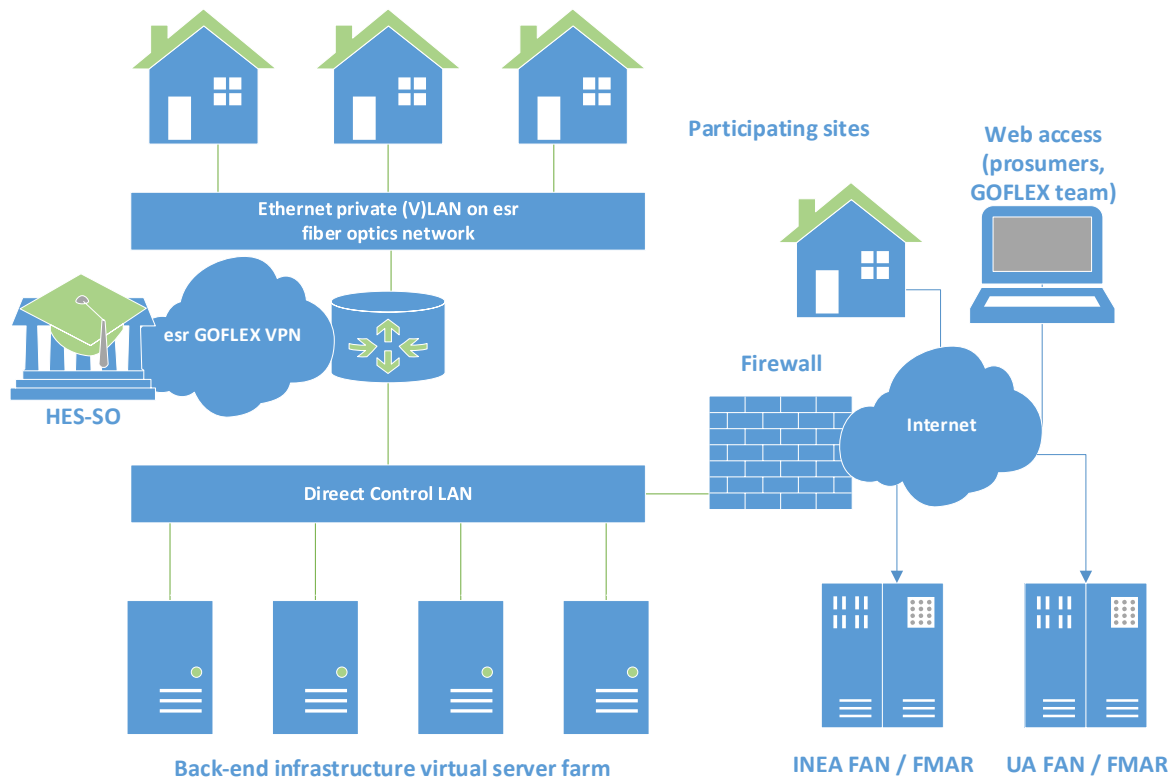 Participating sites
Web access
(prosumers,
GOFLEX team)
Ethernet private (V)LAN on esr
fiber optics network
esr GOFLEX VPN
HES-SO
Firewall
Internet
Direect Control LAN
Back-end infrastructure virtual server farm
INEA FAN / FMAR
UA FAN / FMAR